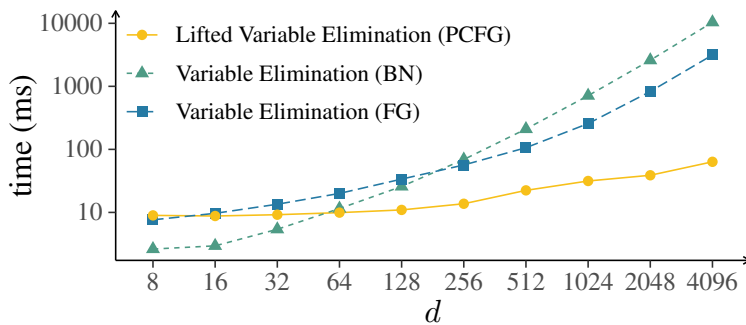 10000
1000
100
10
time (ms)
Lifted Variable Elimination (PCFG)
Variable Elimination (BN)
Variable Elimination (FG)
8 16 32 64 128 256 512 1024 2048 4096
d